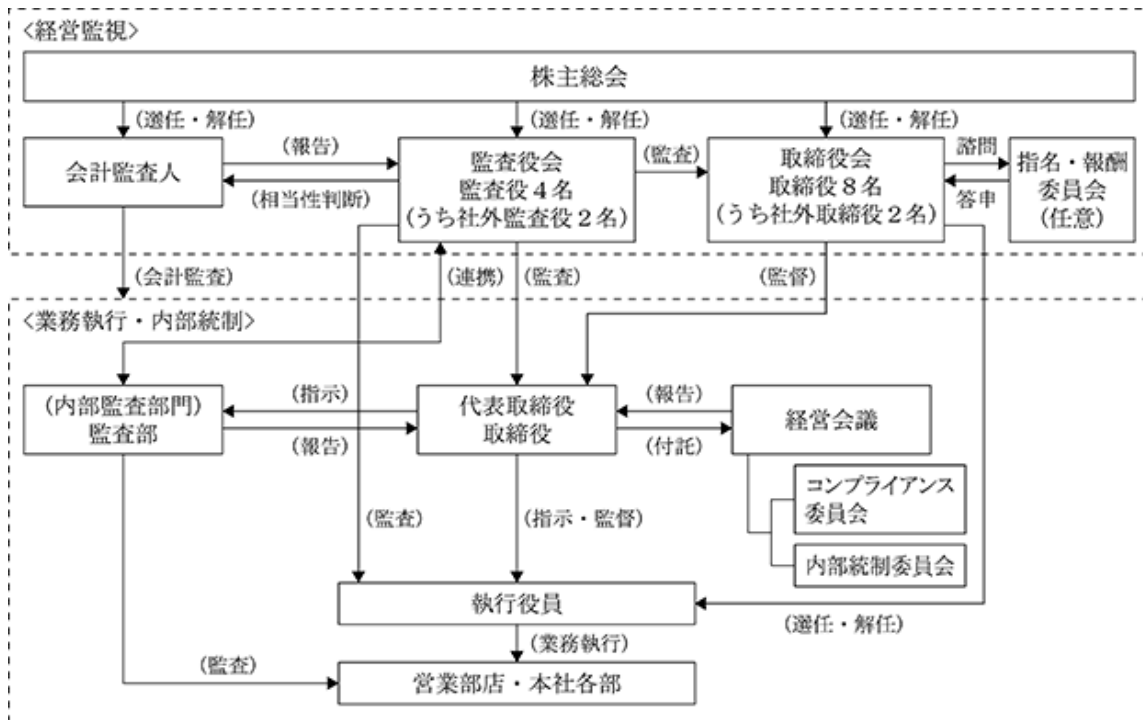 <経営監視>
株主総会
(選任・解任)
(選任・解任)
(選任・解任)
会計監査人
(報告)
(相当性判断)
監査役会
監査役4名
(うち社外監査役2名)
(監査)
取締役会
取締役8名
(うち社外取締役2名)
諮問
答申
指名・報酬
委員会
(任意)
(会計監査)
(連携)
(監査)
(監督)
<業務執行・内部統制>
(内部監査部門)
監査部
(指示)
(報告)
代表取締役
取締役
(報告)
(付託)
経営会議
コンプライアンス
委員会
内部統制委員会
(監査)
(指示・監督)
執行役員
(選任・解任)
(業務執行)
(監査)
営業部店・本社各部